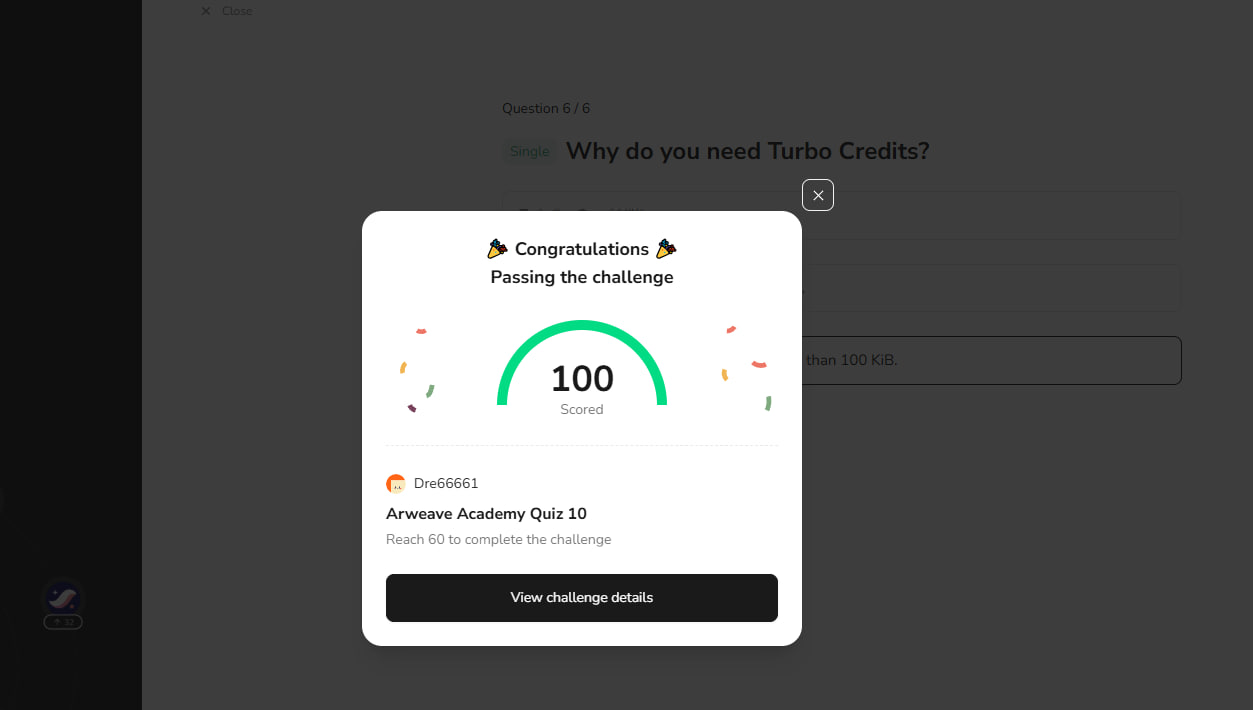 Close
Question 6 / 6
Single Why do you need Turbo Credits?
than 100 KiB.
Congratulations
Passing the challenge
100
Scored
Dre66661
Arweave Academy Quiz 10
Reach 60 to complete the challenge
View challenge details
32